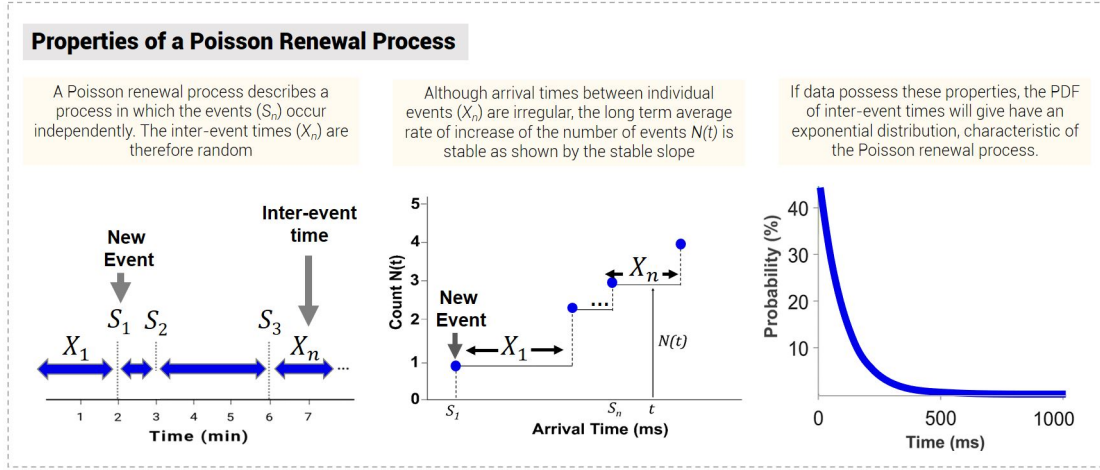 Properties of a Poisson Renewal Process
A Poisson renewal process describes a
process in which the events (Sn) occur
independently. The inter-event times (Xn) are
therefore random
Although arrival times between individual
events (Xn) are irregular, the long term average
rate of increase of the number of events N(t) is
stable as shown by the stable slope
If data possess these properties, the PDF
of inter-event times will give have an
exponential distribution, characteristic of
the Poisson renewal process.
Inter-event
time
New
Event
S1 S2 S3
X1 Xn ...
1 2 3 4 5 6 7
Time (min)
Count N(t)
5
4
3
2
1
0
New
Event
X1
...
Xn
N(t)
S1 Sn t
Arrival Time (ms)
Probability (%)
40
30
20
10
0 500 1000
Time (ms)